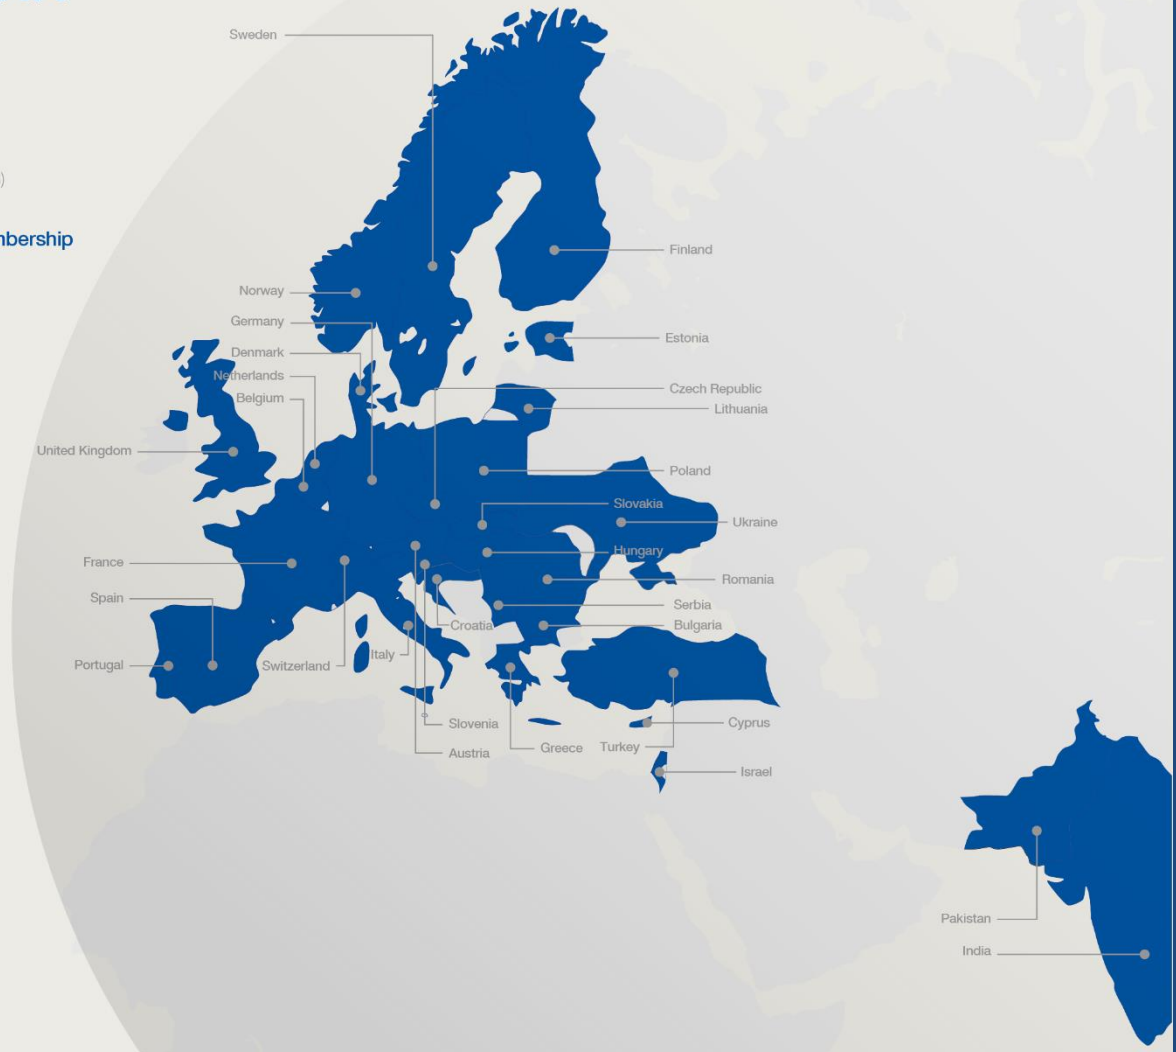 Sweden
)
mbership
Finland
Norway
Germany
Estonia
Denmark
Netherlands
Czech Republic
Belgium
Lithuania
United Kingdom
Poland
Slovakia
Ukraine
Hungary
France
Romania
Spain
Serbia
Croatia
Bulgaria
Italy
Portugal
Switzerland
Slovenia
Cyprus
Austria
Greece
Turkey
Israel
Pakistan
India